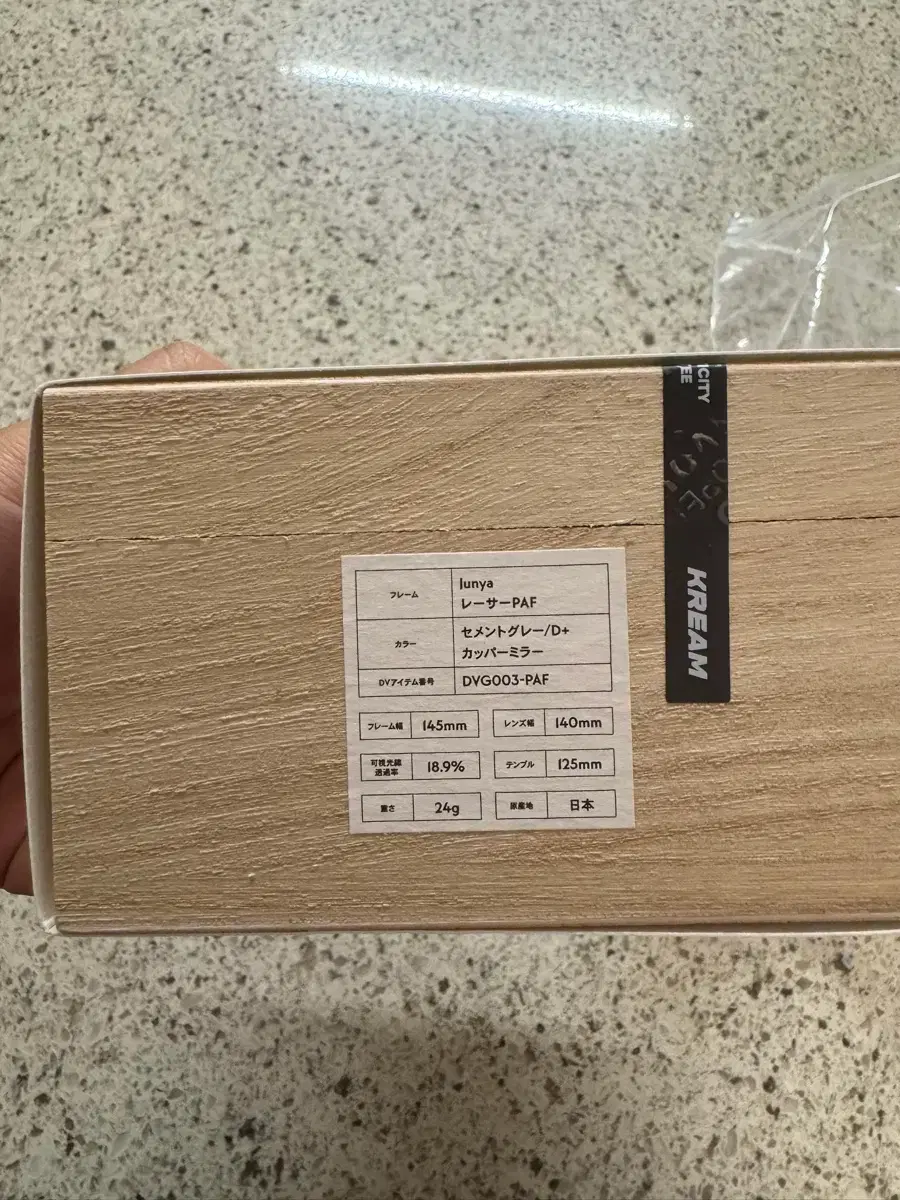 ICITY
EE
KREAM
フレーム
Junya
レーサーPAF
カラー
セメントグレー/D+
カッパーミラー
DVアイテム番号
DVG003-PAF
フレーム幅
145mm
レンズ幅
140mm
可視光線
透過率
18.9%
テンプル
125mm
重さ
24g
原産地
日本